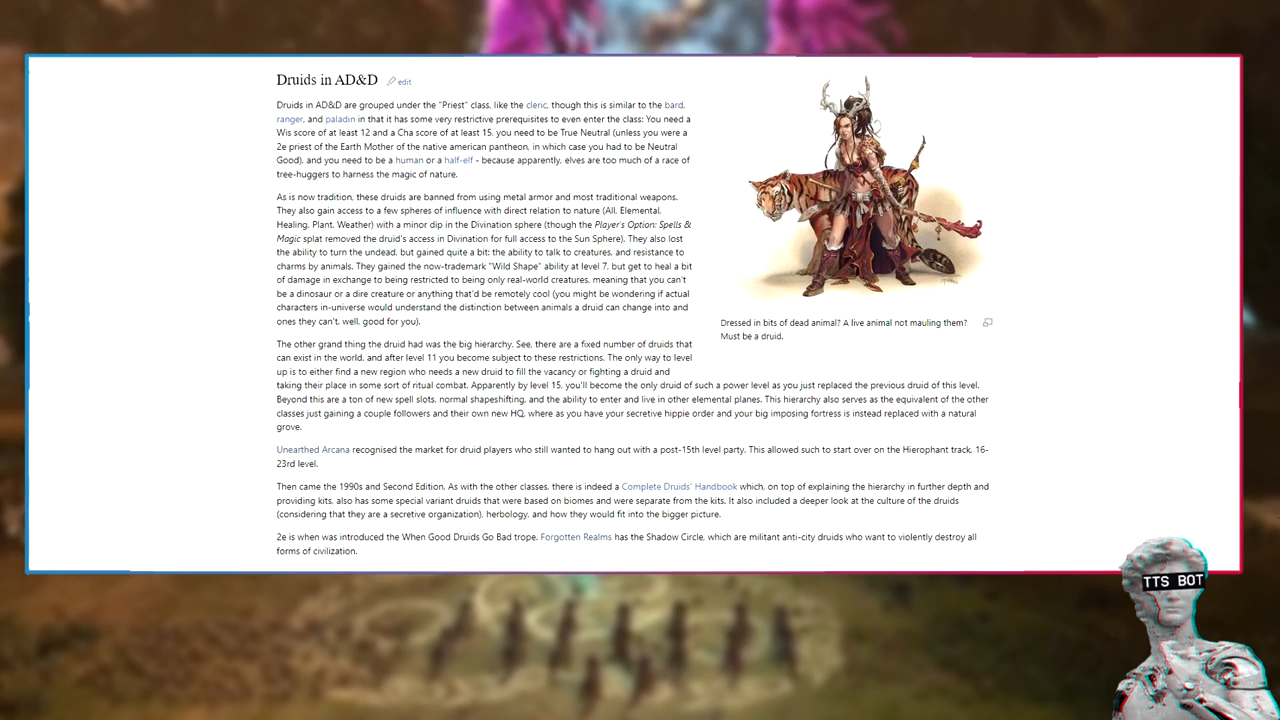 Druids in AD&D edit
Druids in AD&D are grouped under the "Priest" class, like the cleric, though this is similar to the bard,
ranger, and paladin in that it has some very restrictive prerequisites to even enter the class: You need a
Wis score of at least 12 and a Cha score of at least 15, you need to be True Neutral (unless you were a
2e priest of the Earth Mother of the native american pantheon, in which case you had to be Neutral
Good), and you need to be a human or a half-elf - because apparently, elves are too much of a race of
tree-huggers to harness the magic of nature.
As is now tradition, these druids are banned from using metal armor and most traditional weapons.
They also gain access to a few spheres of influence with direct relation to nature (All, Elemental,
Healing, Plant, Weather) with a minor dip in the Divination sphere (though the Player's Option: Spells &
Magic splat removed the druid's access in Divination for full access to the Sun Sphere). They also lost
the ability to turn the undead, but gained quite a bit: the ability to talk to creatures, and resistance to
charms by animals. They gained the now-trademark "Wild Shape" ability at level 7, but get to heal a bit
of damage in exchange to being restricted to being only real-world creatures, meaning that you can't
be a dinosaur or a dire creature or anything that'd be remotely cool (you might be wondering if actual
characters in-universe would understand the distinction between animals a druid can change into and
ones they can't, well, good for you).
Dressed in bits of dead animal? A live animal not mauling them?
Must be a druid.
The other grand thing the druid had was the big hierarchy. See, there are a fixed number of druids that
can exist in the world, and after level 11 you become subject to these restrictions. The only way to level
up is to either find a new region who needs a new druid to fill the vacancy or fighting a druid and
taking their place in some sort of ritual combat. Apparently by level 15, you'll become the only druid of such a power level as you just replaced the previous druid of this level.
Beyond this are a ton of new spell slots, normal shapeshifting, and the ability to enter and live in other elemental planes. This hierarchy also serves as the equivalent of the other
classes just gaining a couple followers and their own new HQ, where as you have your secretive hippie order and your big imposing fortress is instead replaced with a natural
grove.
Unearthed Arcana recognised the market for druid players who still wanted to hang out with a post-15th level party. This allowed such to start over on the Hierophant track, 16-
23rd level.
Then came the 1990s and Second Edition. As with the other classes, there is indeed a Complete Druids' Handbook which, on top of explaining the hierarchy in further depth and
providing kits, also has some special variant druids that were based on biomes and were separate from the kits. It also included a deeper look at the culture of the druids
(considering that they are a secretive organization), herbology, and how they would fit into the bigger picture.
2e is when was introduced the When Good Druids Go Bad trope. Forgotten Realms has the Shadow Circle, which are militant anti-city druids who want to violently destroy all
forms of civilization.
TTS BOT